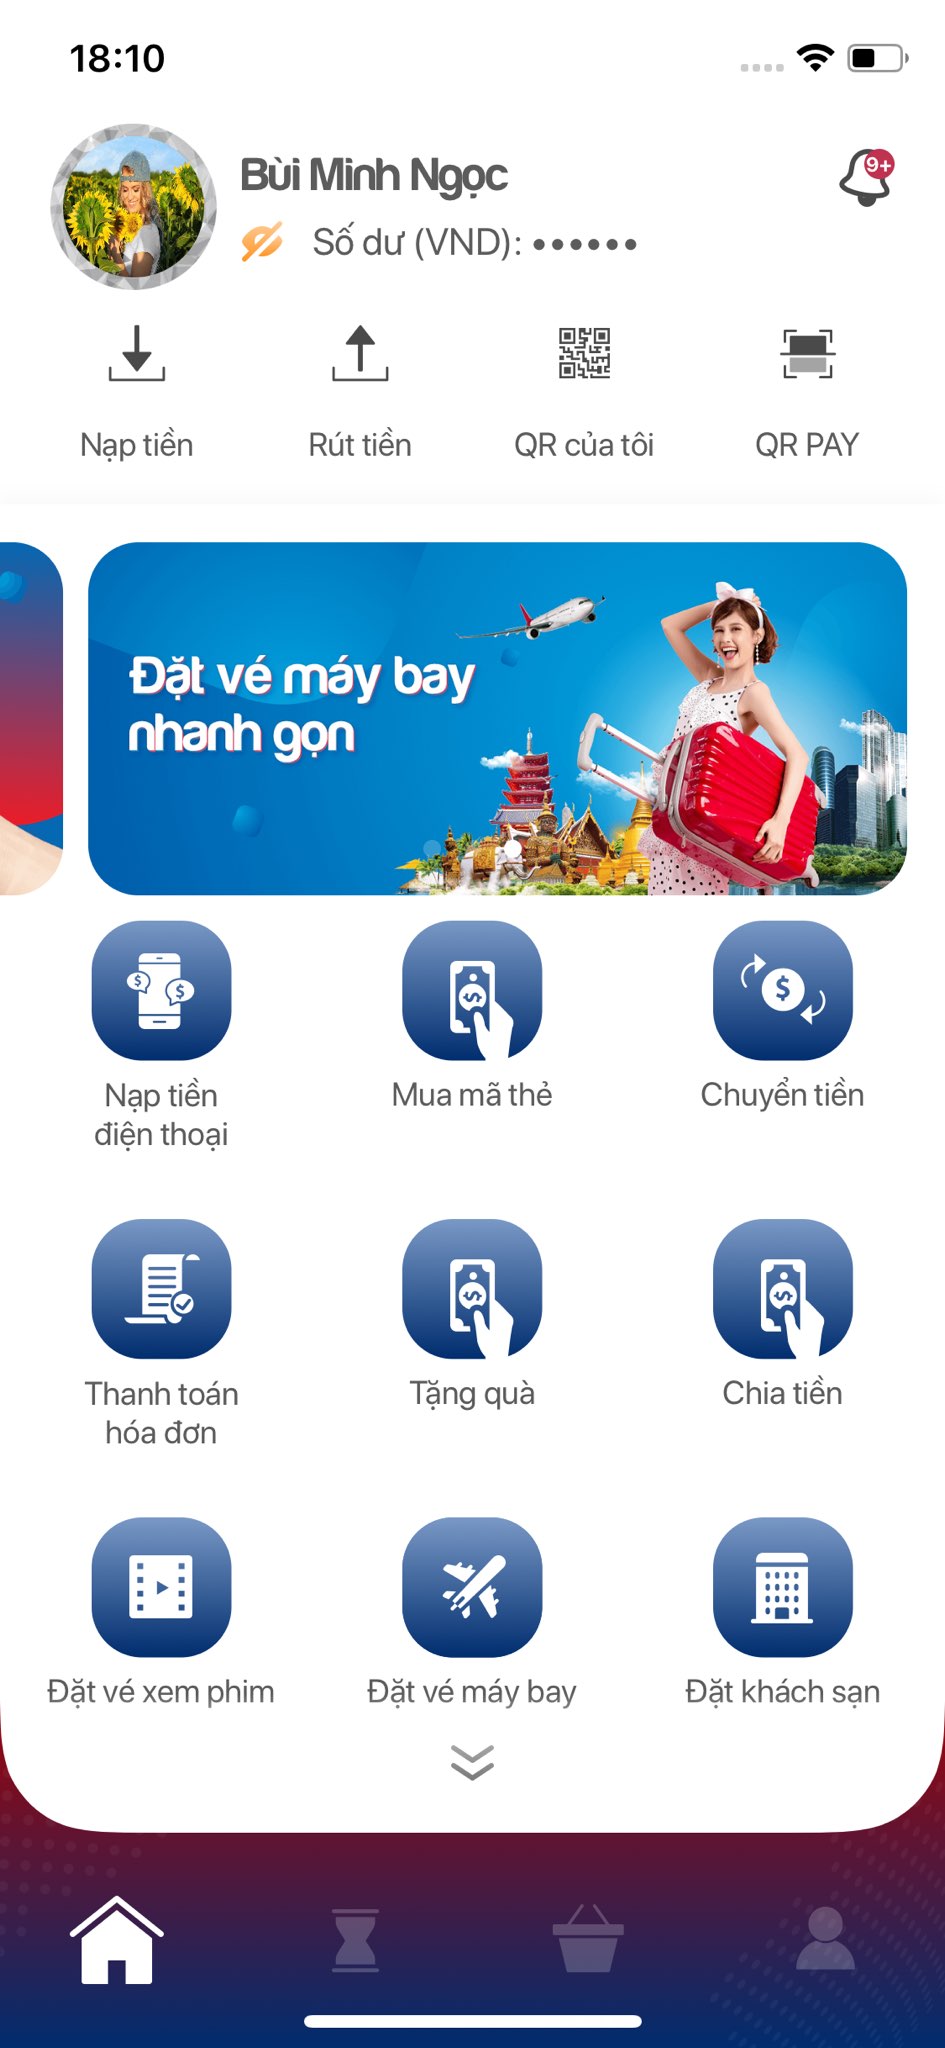 18:10
Bùi Minh Ngọc
9+
Số dư (VND): ••••••
Nạp tiền
Rút tiền
QR của tôi
QR PAY
Đặt vé máy bay
nhanh gọn
Nạp tiền
điện thoại
Mua mã thẻ
Chuyển tiền
Thanh toán
hóa đơn
Tặng quà
Chia tiền
Đặt vé xem phim
Đặt vé máy bay
Đặt khách sạn